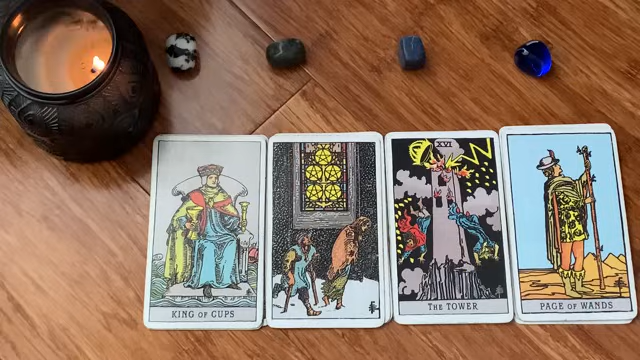 KING OF CUPS
XVI
THE TOWER
PAGE OF WANDS